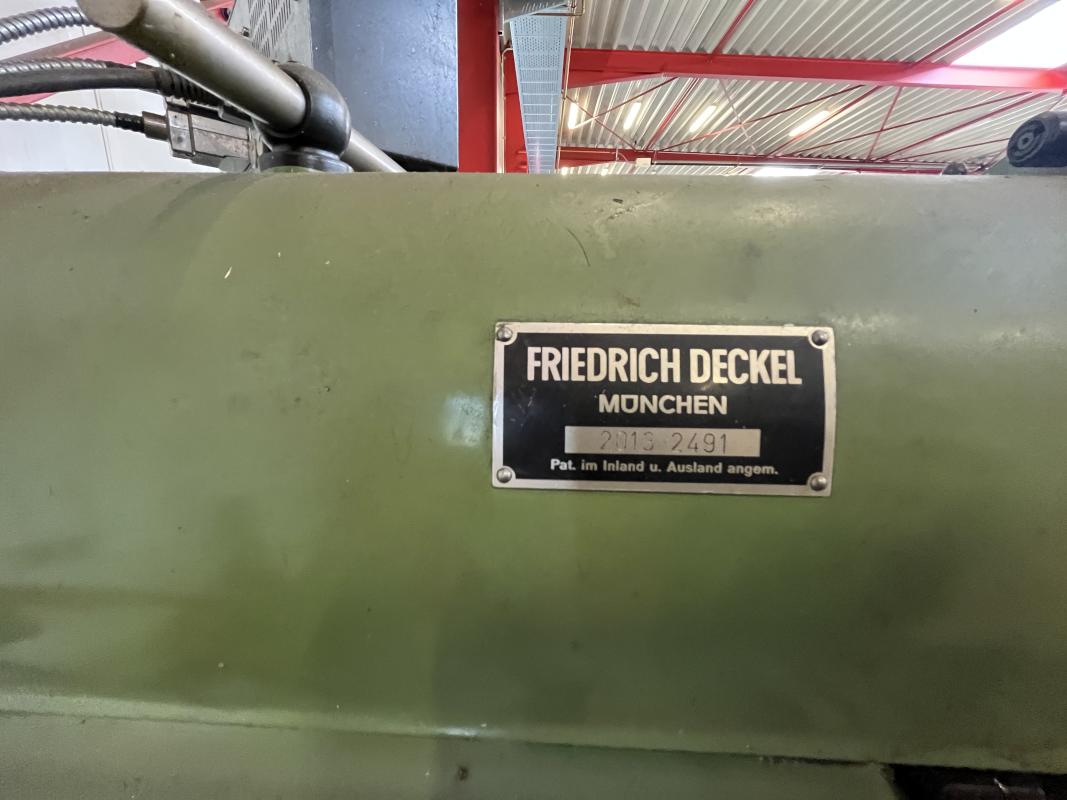 FRIEDRICH DECKEL
MÜNCHEN
2013 2491
Pat. im Inland u. Ausland angem.